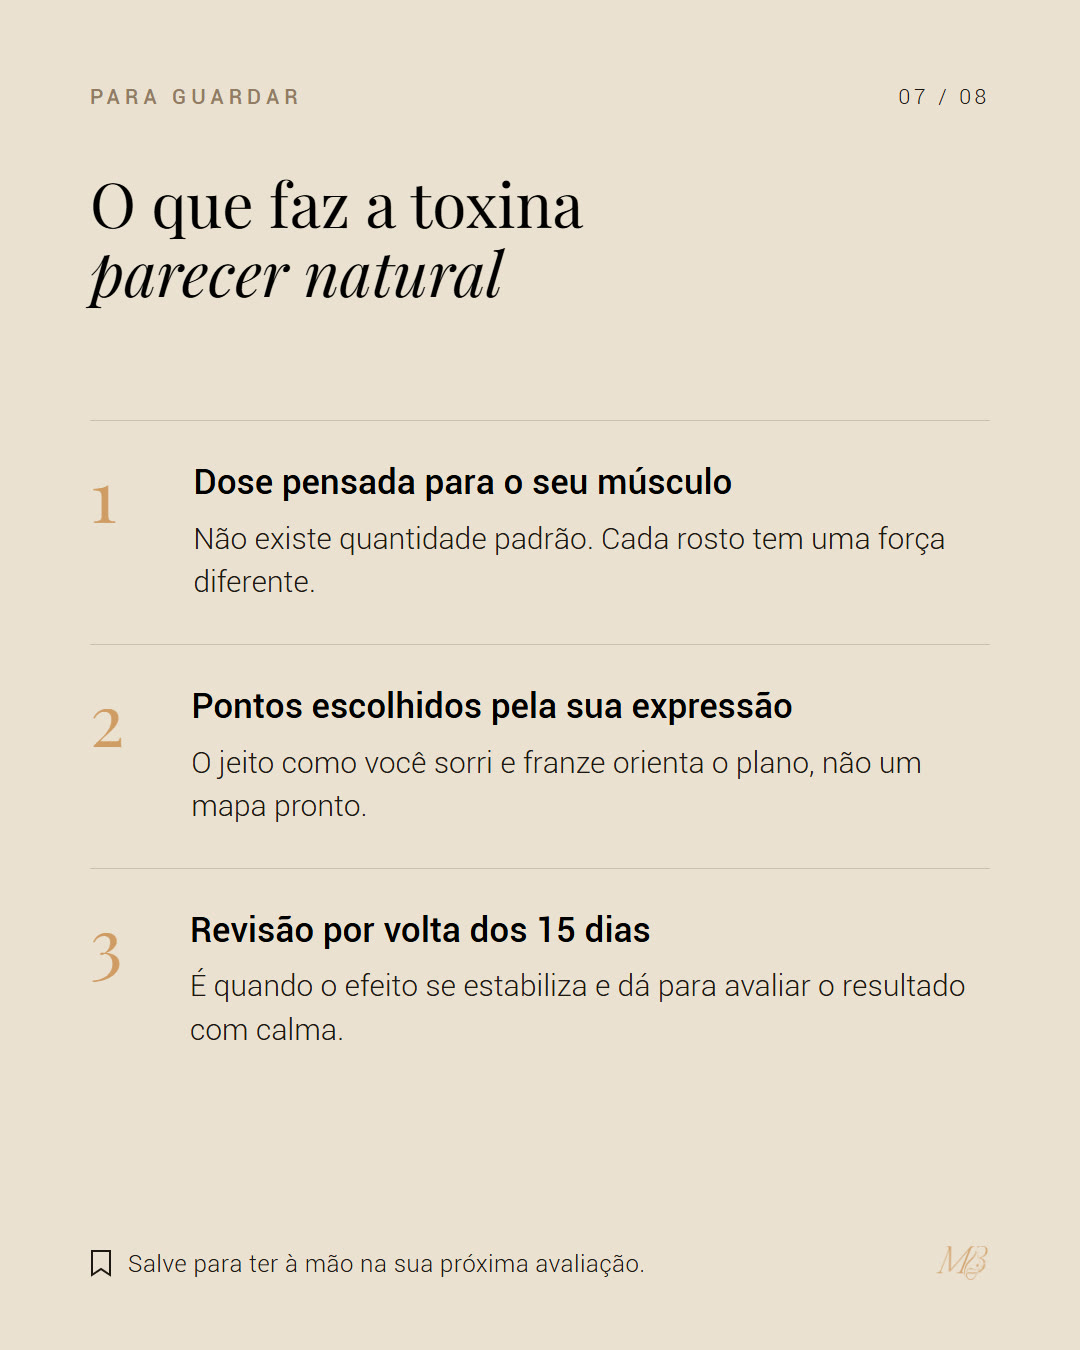 PARA GUARDAR
07 / 08
O que faz a toxina
parecer natural
1
Dose pensada para o seu músculo
Não existe quantidade padrão. Cada rosto tem uma força
diferente.
2
Pontos escolhidos pela sua expressão
O jeito como você sorri e franze orienta o plano, não um
mapa pronto.
3
Revisão por volta dos 15 dias
É quando o efeito se estabiliza e dá para avaliar o resultado
com calma.
Salve para ter à mão na sua próxima avaliação.
MB